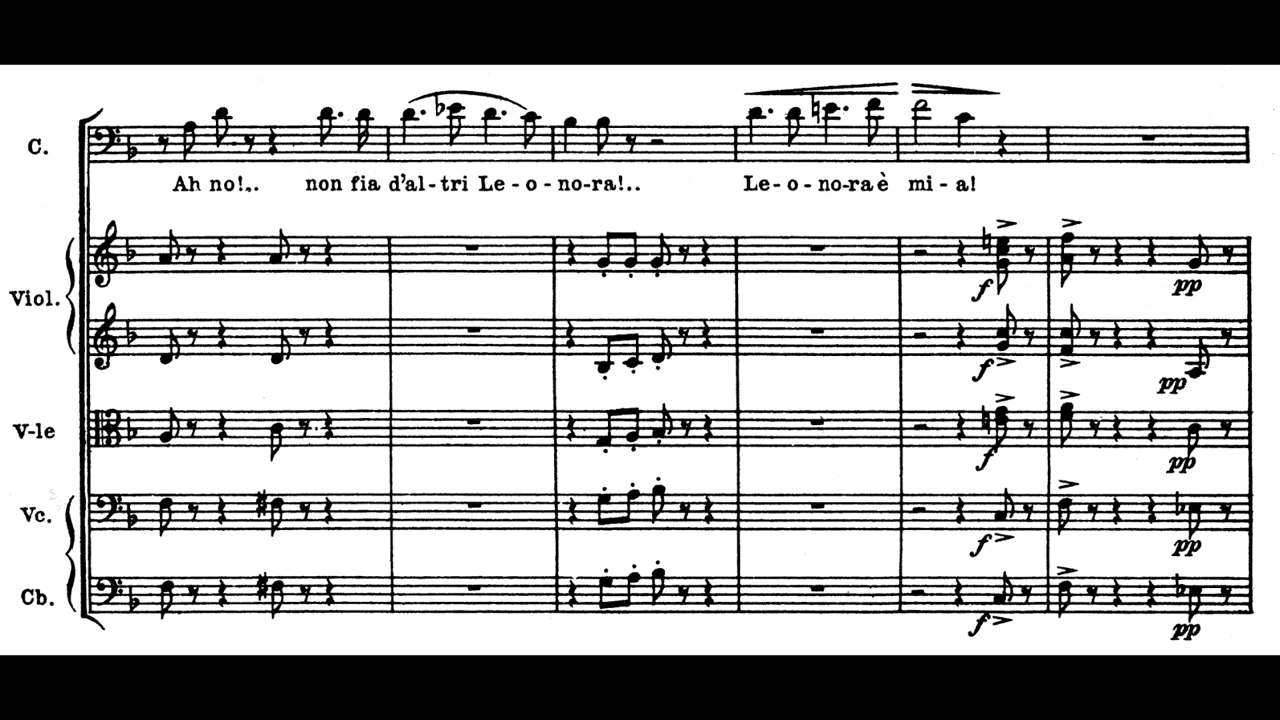 C.
Ah no!.. non fia d'al-tri Le-o-no-ra!.. Le-o-no-ra è mi-a!
Viol.
f pp
f pp
V-le
f pp
Vc.
f pp
Cb.
f pp